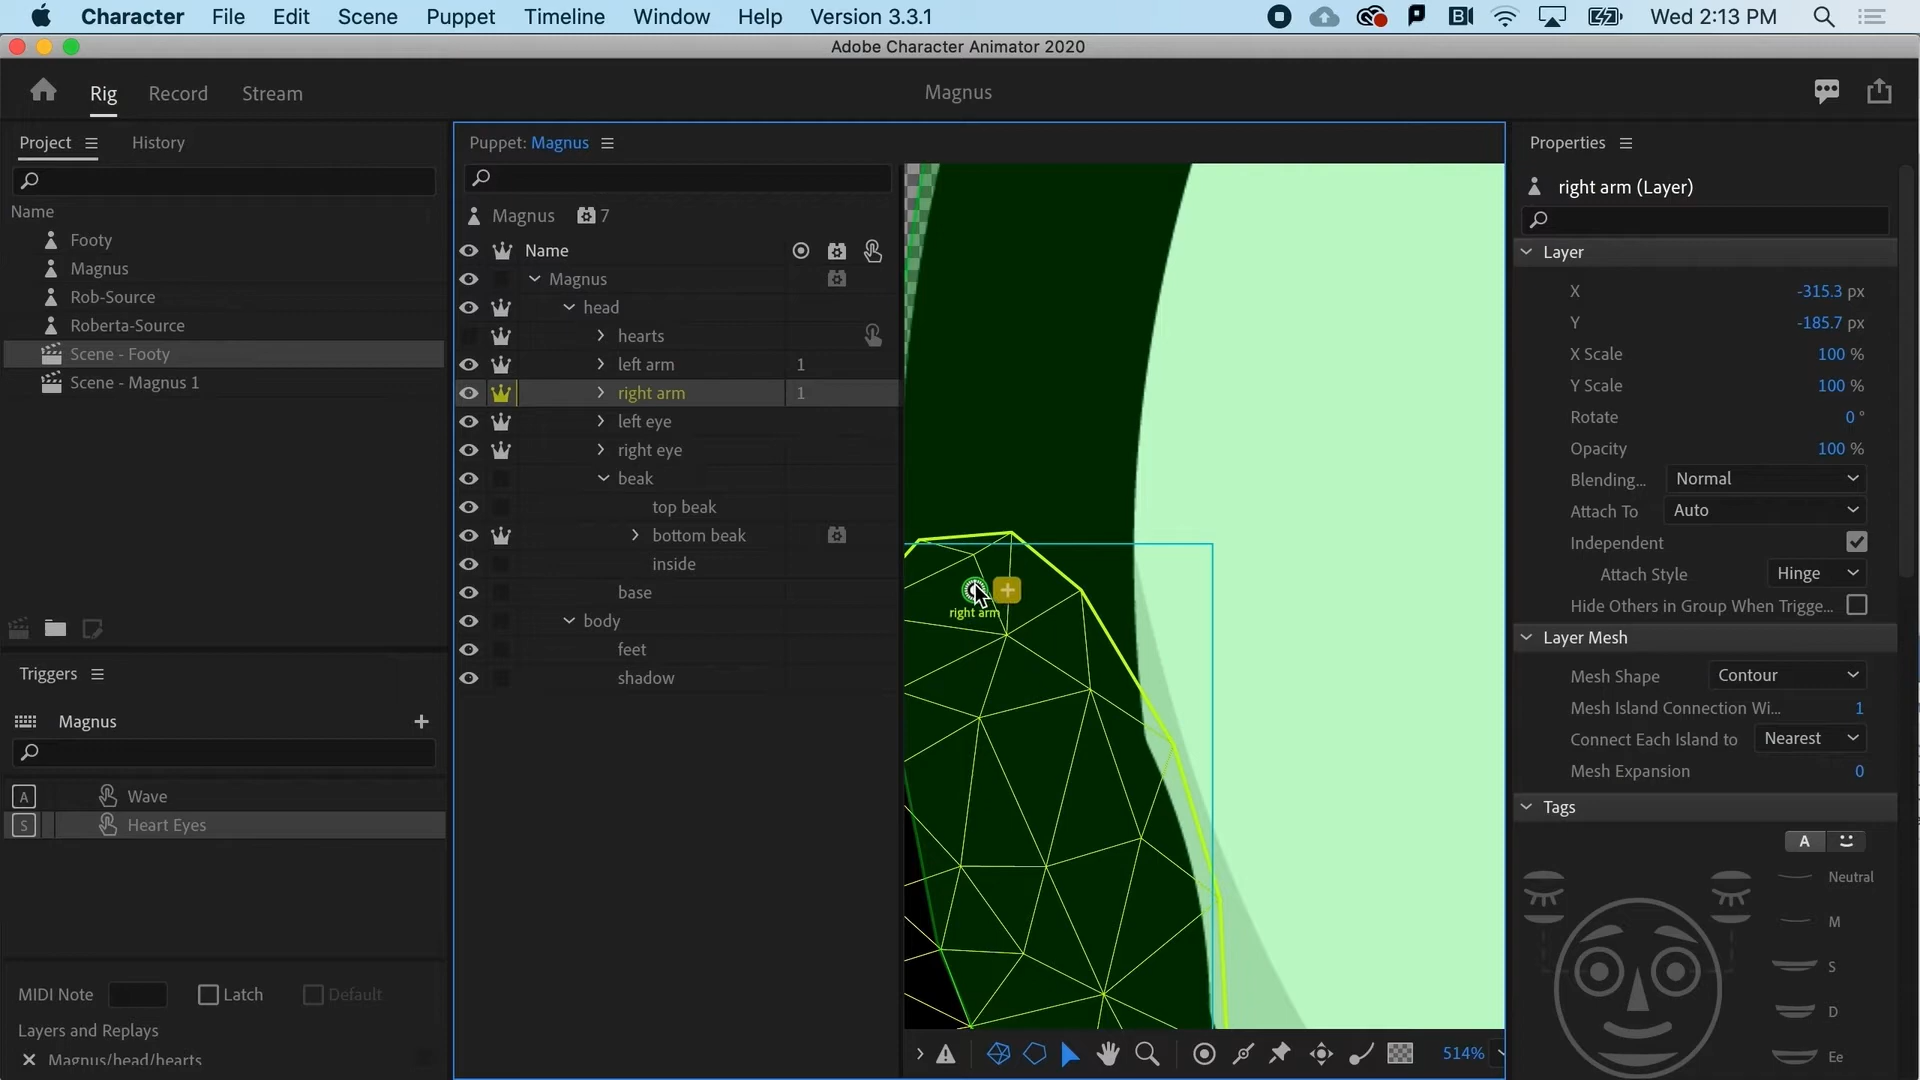 Character File Edit Scene Puppet Timeline Window Help Version 3.3.1 Wed 2:13 PM
Adobe Character Animator 2020
Rig Record Stream Magnus
Project History
Name
Footy
Magnus
Rob-Source
Roberta-Source
Scene - Footy
Scene - Magnus 1
Triggers
Magnus
A Wave
S Heart Eyes
MIDI Note Latch Default
Layers and Replays
Magnus/head/hearts
Puppet: Magnus
Magnus 7
Name
Magnus
head
hearts
left arm 1
right arm 1
left eye
right eye
beak
top beak
bottom beak
inside
base
body
feet
shadow
right arm
514%
Properties
right arm (Layer)
Layer
X -315.3 px
Y -185.7 px
X Scale 100 %
Y Scale 100 %
Rotate 0 °
Opacity 100 %
Blending... Normal
Attach To Auto
Independent
Attach Style Hinge
Hide Others in Group When Trigge...
Layer Mesh
Mesh Shape Contour
Mesh Island Connection Wi... 1
Connect Each Island to Nearest
Mesh Expansion 0
Tags
A
Neutral
M
S
D
Ee